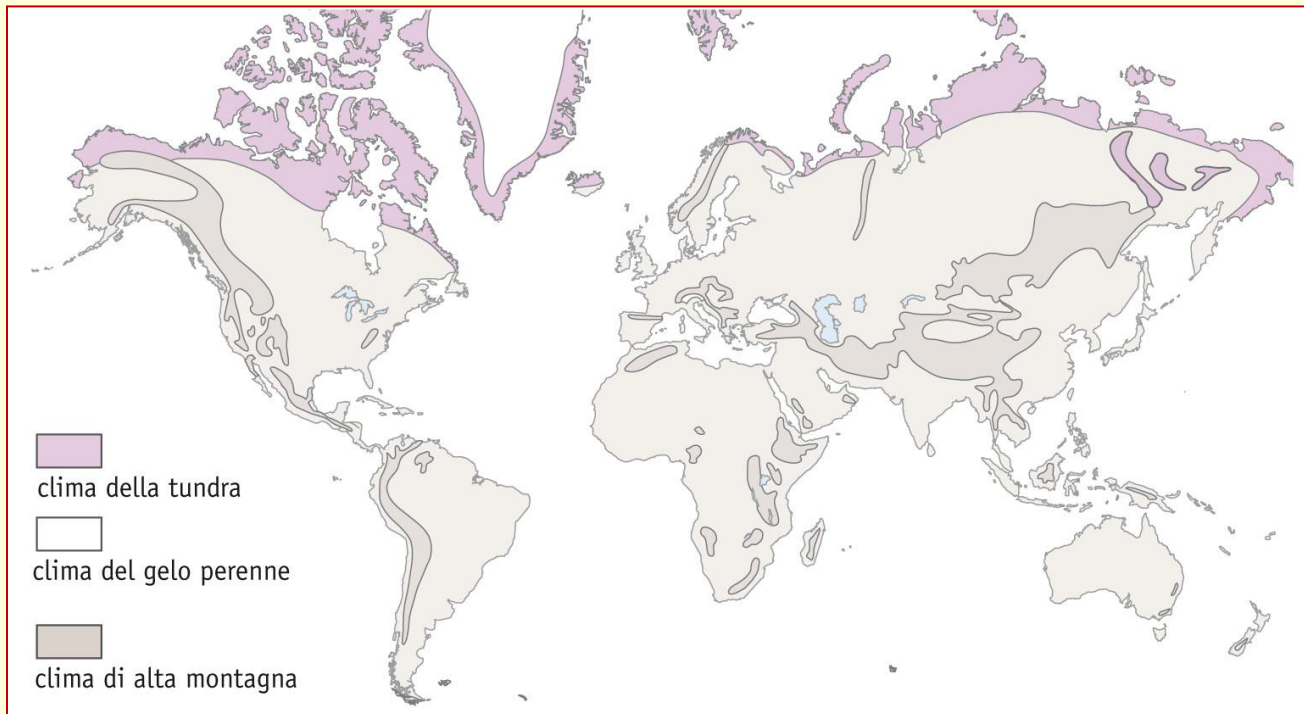 clima della tundra
clima del gelo perenne
clima di alta montagna